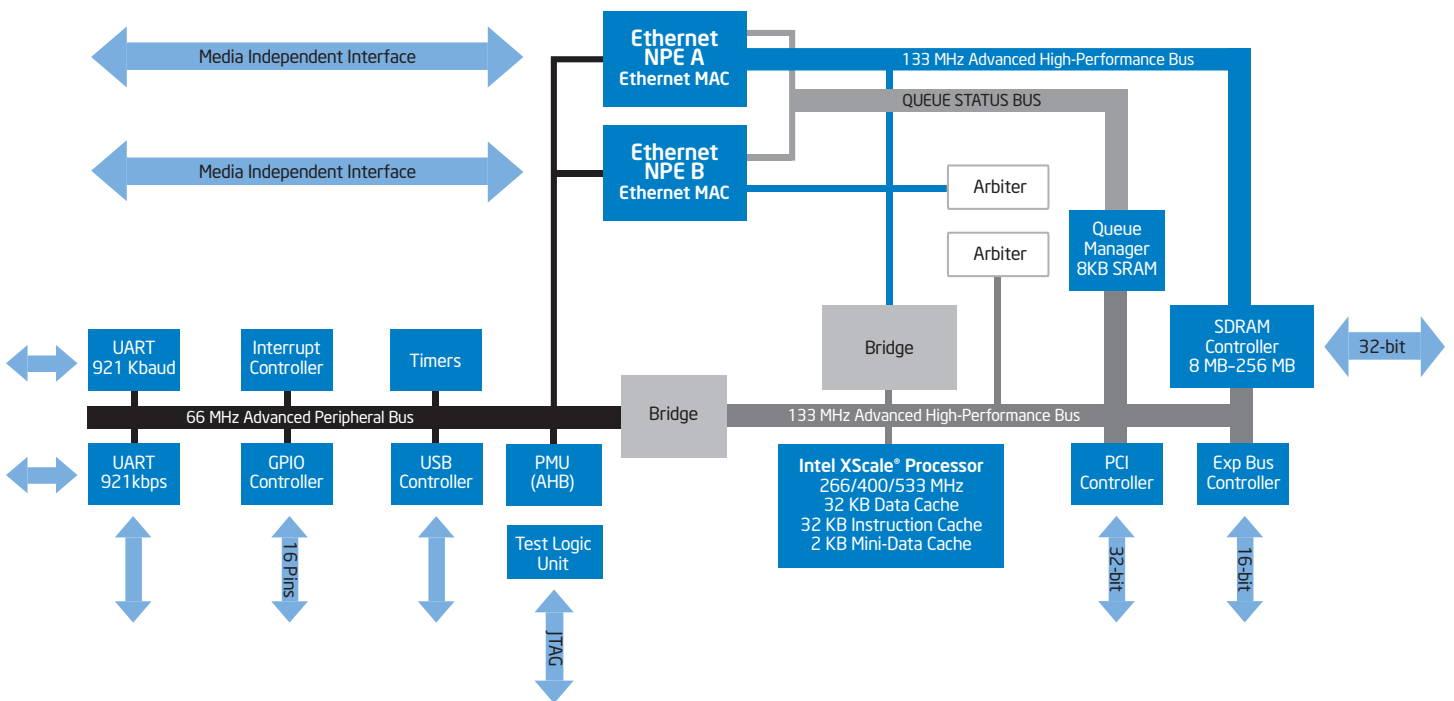 Media Independent Interface
Ethernet
NPE A
Ethernet MAC
133 MHz Advanced High-Performance Bus
QUEUE STATUS BUS
Media Independent Interface
Ethernet
NPE B
Ethernet MAC
Arbiter
Arbiter
Queue
Manager
8KB SRAM
UART
921 Kbaud
Interrupt
Controller
Timers
Bridge
SDRAM
Controller
8 MB–256 MB
32-bit
66 MHz Advanced Peripheral Bus
Bridge
133 MHz Advanced High-Performance Bus
UART
921kbps
GPIO
Controller
USB
Controller
PMU
(AHB)
Intel XScale® Processor
266/400/533 MHz
32 KB Data Cache
32 KB Instruction Cache
2 KB Mini-Data Cache
PCI
Controller
Exp Bus
Controller
Test Logic
Unit
16 Pins
32-bit
16-bit
JTAG